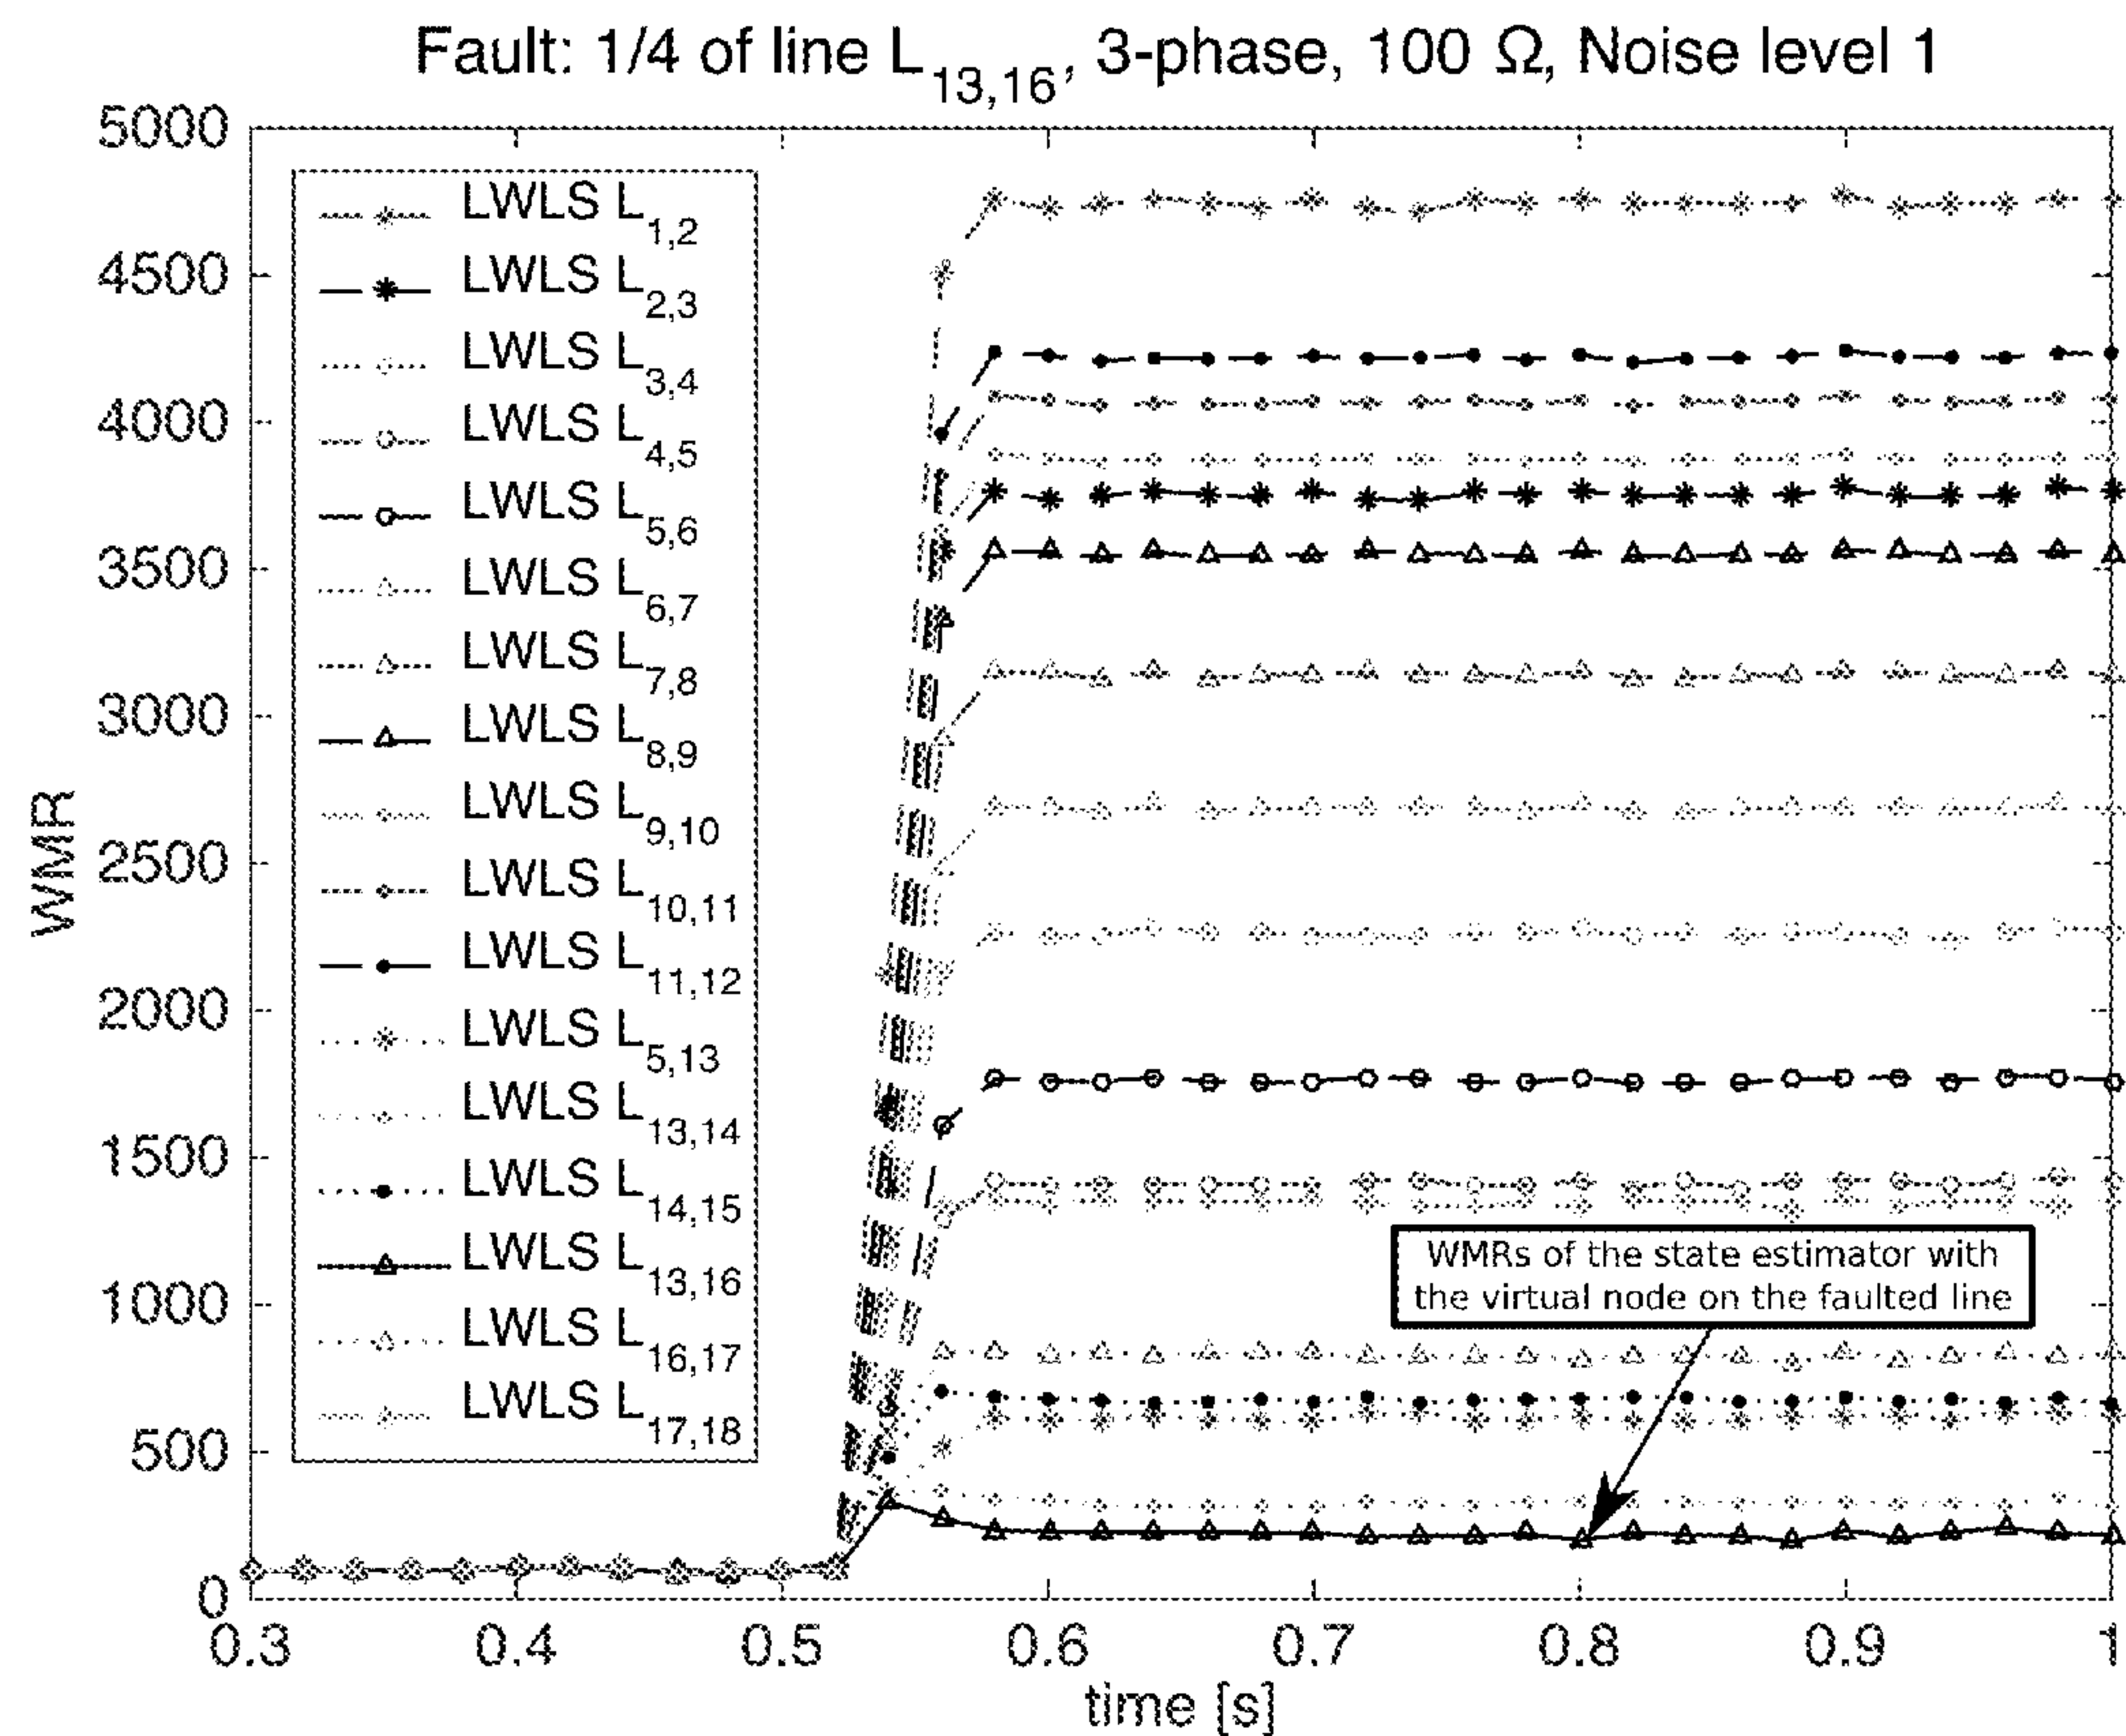 Fault: 1/4 of line L13,16, 3-phase, 100 Ω, Noise level 1
5000
4500
4000
3500
3000
2500
2000
1500
1000
500
0
WMR
LWLS L1,2
LWLS L2,3
LWLS L3,4
LWLS L4,5
LWLS L5,6
LWLS L6,7
LWLS L7,8
LWLS L8,9
LWLS L9,10
LWLS L10,11
LWLS L11,12
LWLS L5,13
LWLS L13,14
LWLS L14,15
LWLS L13,16
LWLS L16,17
LWLS L17,18
WMRs of the state estimator with
the virtual node on the faulted line
0.3 0.4 0.5 0.6 0.7 0.8 0.9 1
time [s]